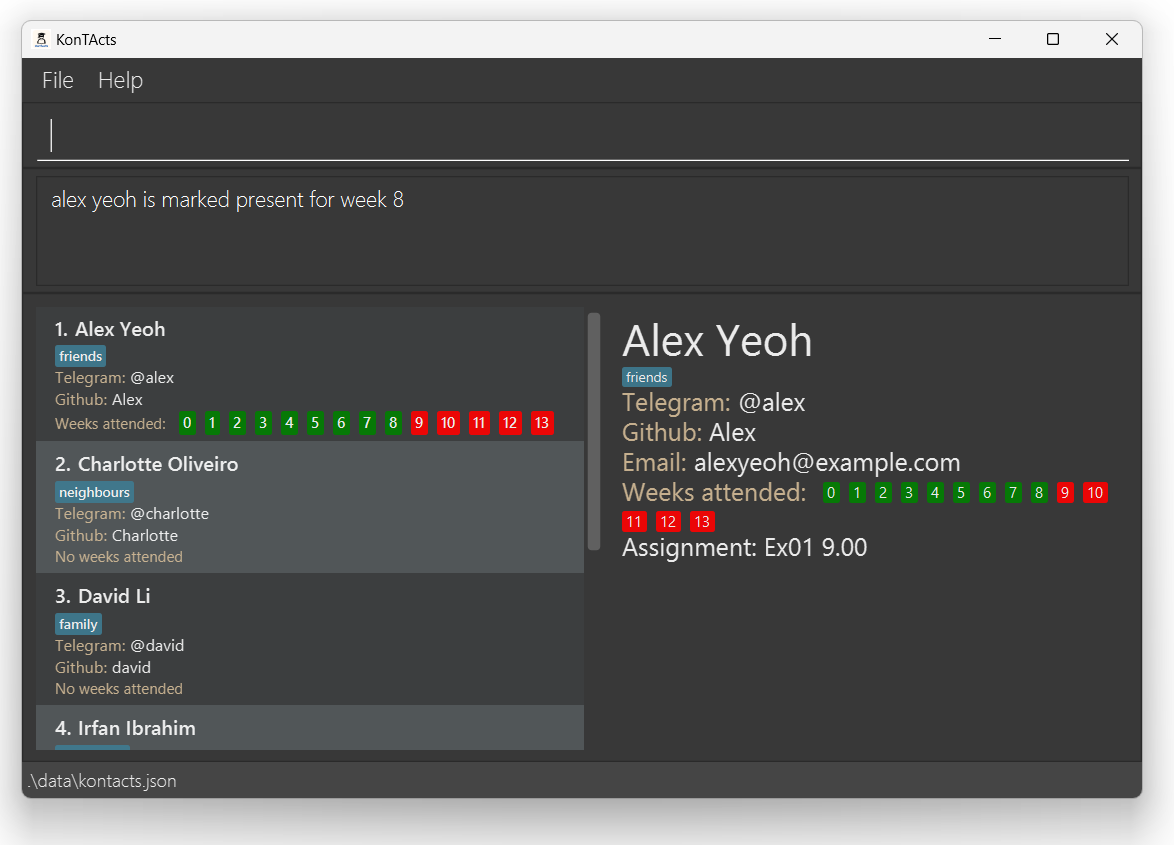 KonTActs
File Help
alex yeoh is marked present for week 8
1. Alex Yeoh
friends
Telegram: @alex
Github: Alex
Weeks attended: 0 1 2 3 4 5 6 7 8 9 10 11 12 13
2. Charlotte Oliveiro
neighbours
Telegram: @charlotte
Github: Charlotte
No weeks attended
3. David Li
family
Telegram: @david
Github: david
No weeks attended
4. Irfan Ibrahim
Alex Yeoh
friends
Telegram: @alex
Github: Alex
Email: alexyeoh@example.com
Weeks attended: 0 1 2 3 4 5 6 7 8 9 10
11 12 13
Assignment: Ex01 9.00
.\data\kontacts.json